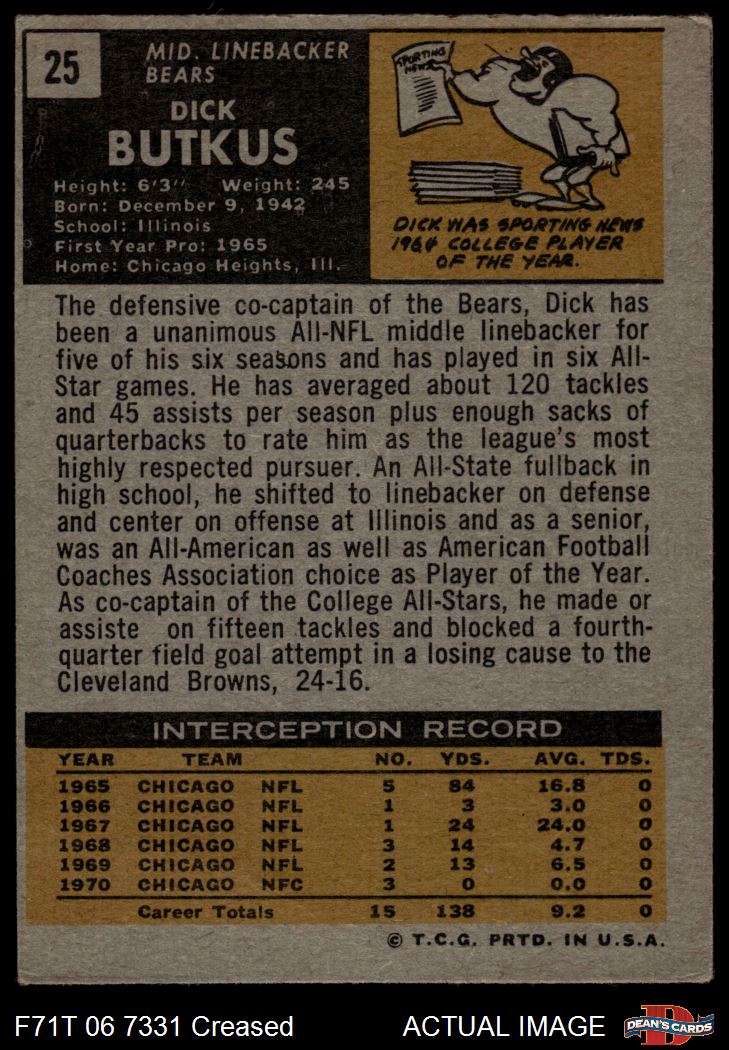 25
MID. LINEBACKER
BEARS
DICK
BUTKUS
Height: 6'3" Weight: 245
Born: December 9, 1942
School: Illinois
First Year Pro: 1965
Home: Chicago Heights, Ill.
SPORTING
NEWS
DICK WAS SPORTING NEWS
1964 COLLEGE PLAYER
OF THE YEAR.
The defensive co-captain of the Bears, Dick has
been a unanimous All-NFL middle linebacker for
five of his six seasons and has played in six All-
Star games. He has averaged about 120 tackles
and 45 assists per season plus enough sacks of
quarterbacks to rate him as the league's most
highly respected pursuer. An All-State fullback in
high school, he shifted to linebacker on defense
and center on offense at Illinois and as a senior,
was an All-American as well as American Football
Coaches Association choice as Player of the Year.
As co-captain of the College All-Stars, he made or
assiste on fifteen tackles and blocked a fourth-
quarter field goal attempt in a losing cause to the
Cleveland Browns, 24-16.
INTERCEPTION RECORD
YEAR TEAM NO. YDS. AVG. TDS.
1965 CHICAGO NFL 5 84 16.8 0
1966 CHICAGO NFL 1 3 3.0 0
1967 CHICAGO NFL 1 24 24.0 0
1968 CHICAGO NFL 3 14 4.7 0
1969 CHICAGO NFL 2 13 6.5 0
1970 CHICAGO NFC 3 0 0.0 0
Career Totals 15 138 9.2 0
© T.C.G. PRTD. IN U.S.A.
F71T 06 7331 Creased ACTUAL IMAGE
D
DEAN'S CARDS